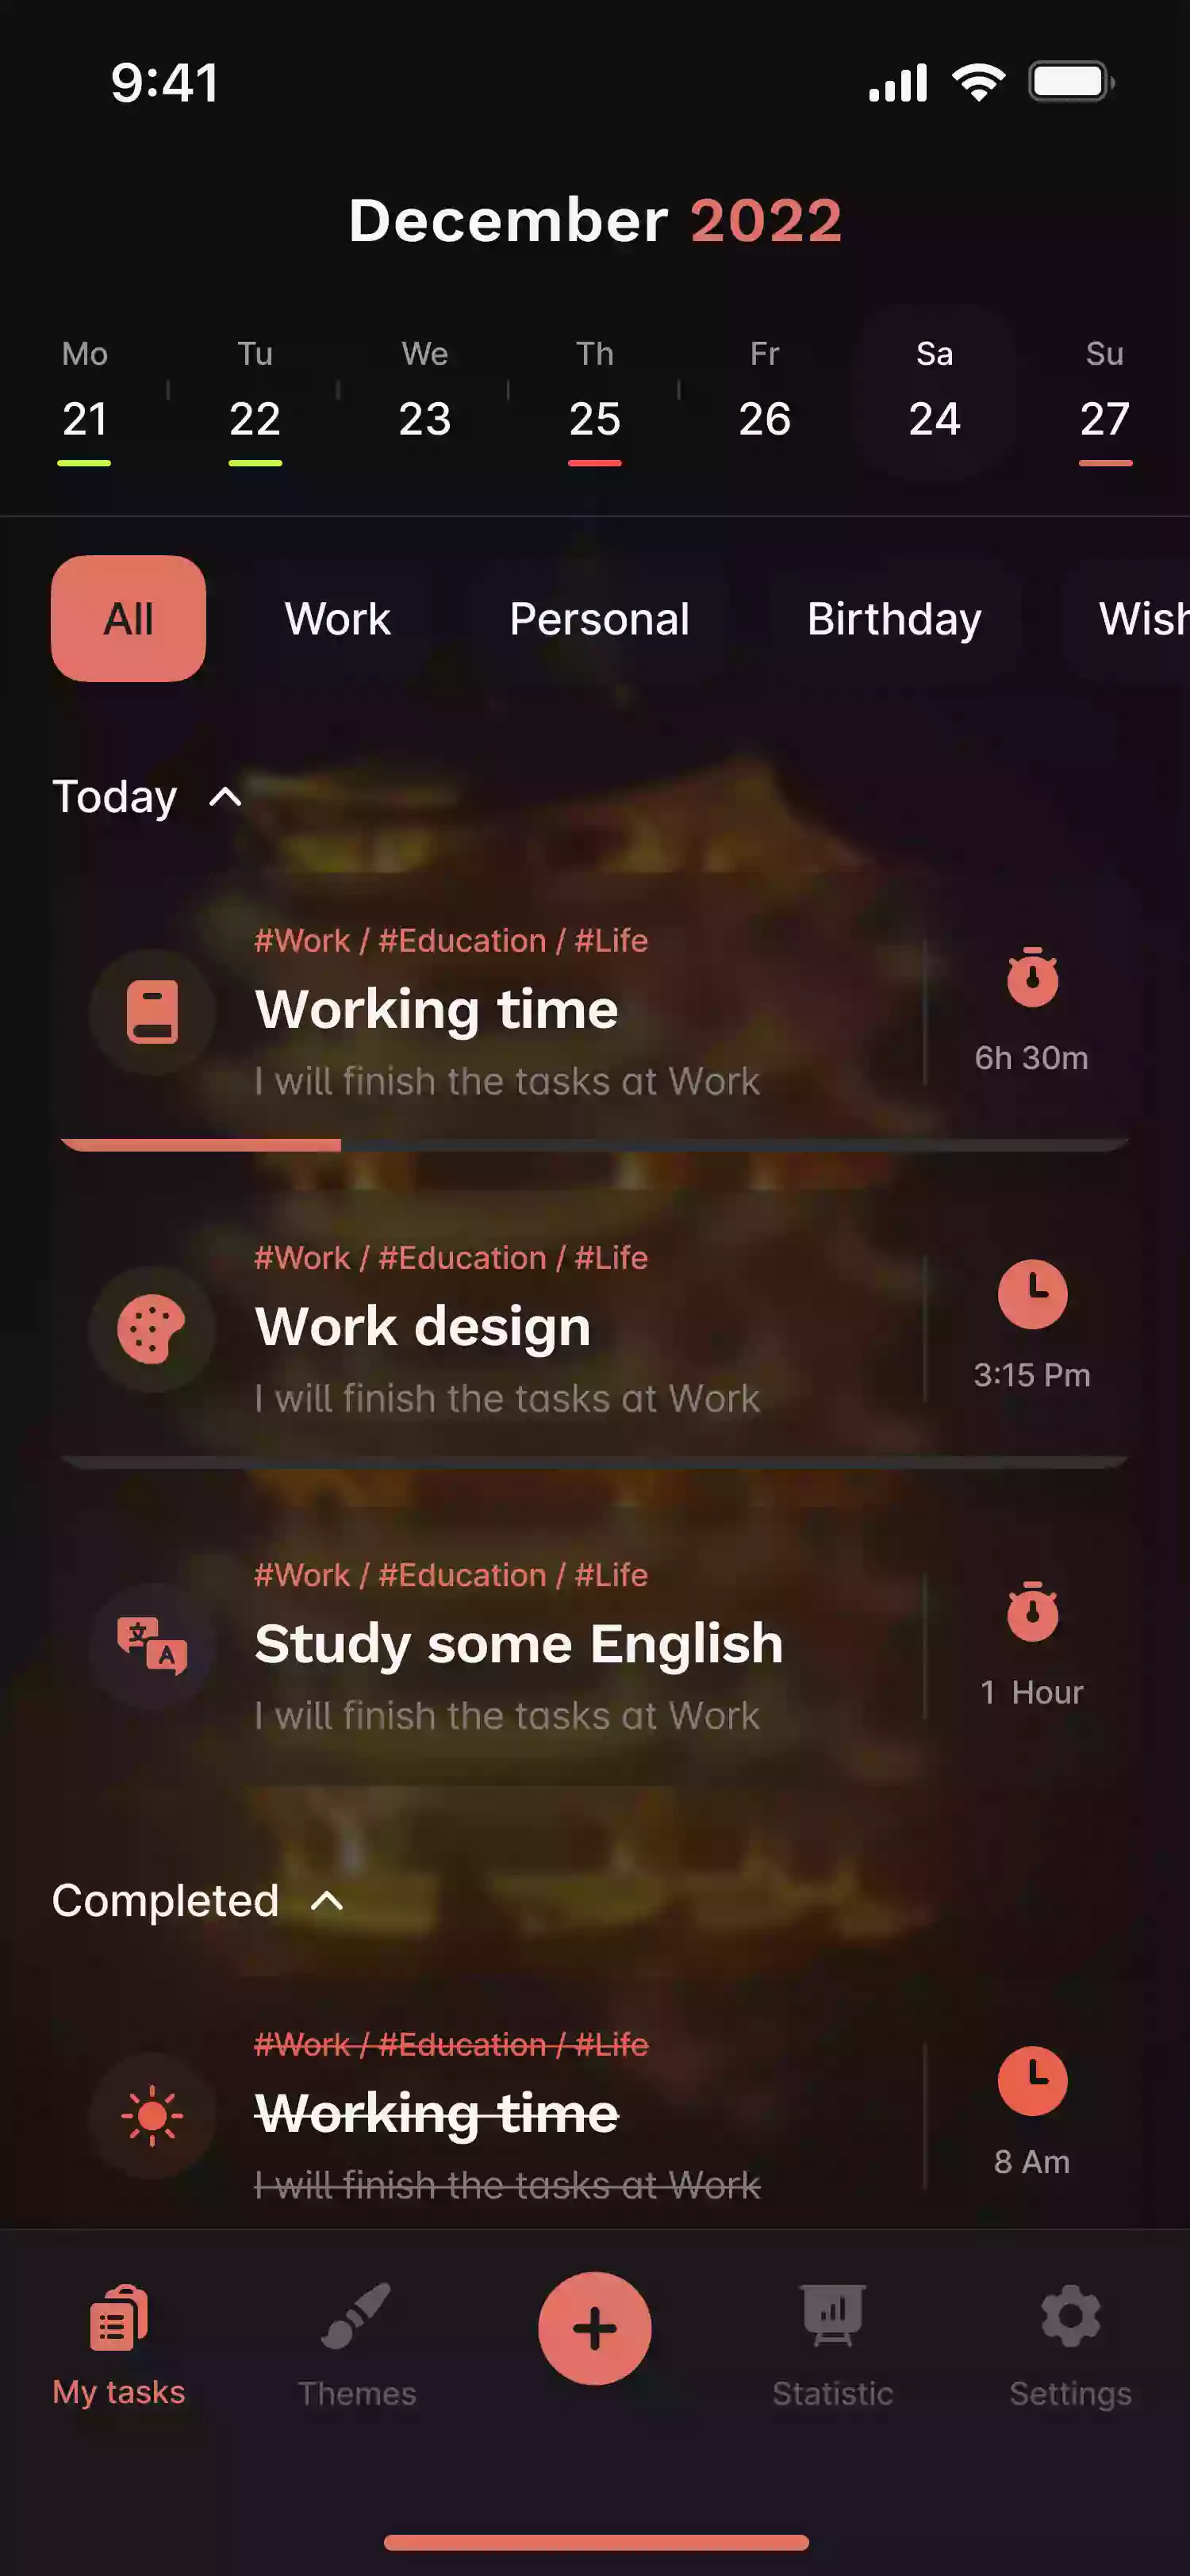 9:41
December 2022
Mo Tu We Th Fr Sa Su
21 22 23 25 26 24 27
All Work Personal Birthday Wish
Today
#Work / #Education / #Life
Working time
I will finish the tasks at Work
6h 30m
#Work / #Education / #Life
Work design
I will finish the tasks at Work
3:15 Pm
文 A
#Work / #Education / #Life
Study some English
I will finish the tasks at Work
1 Hour
Completed
#Work / #Education / #Life
Working time
I will finish the tasks at Work
8 Am
My tasks Themes Statistic Settings